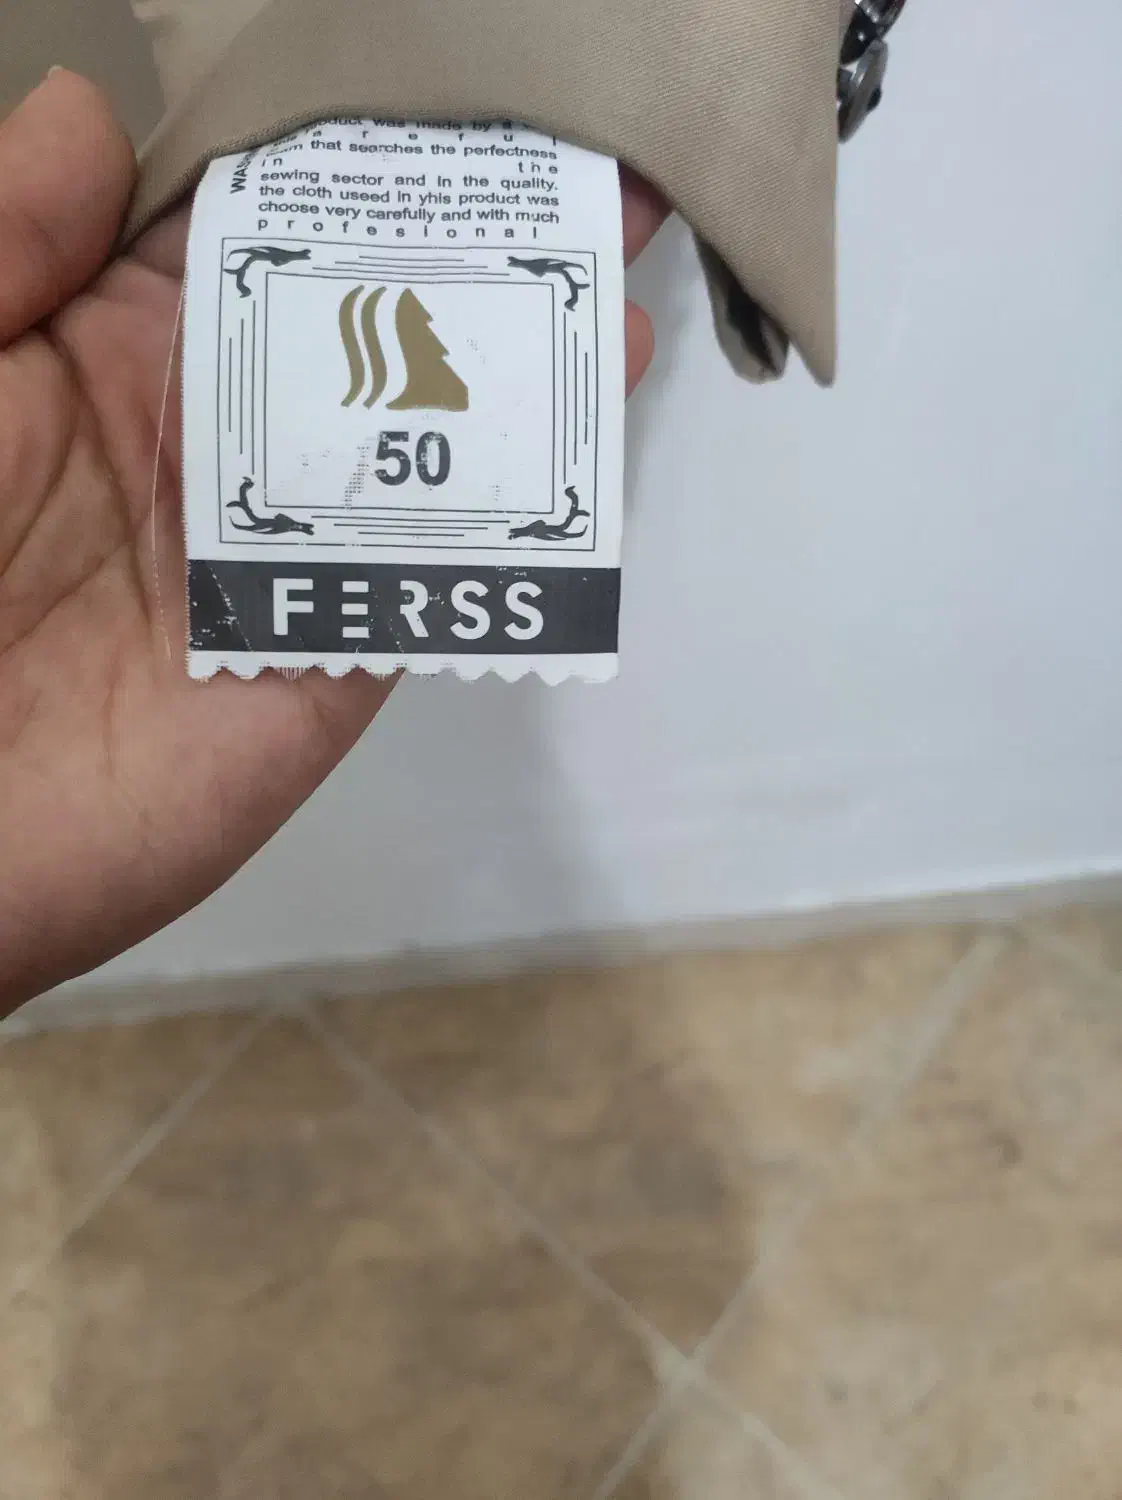 product was made by a
c a r e f u l
team that searches the perfectness
in the
sewing sector and in the quality.
the cloth useed in yhis product was
choose very carefully and with much
p r o f e s i o n a l
WASH
50
FERSS